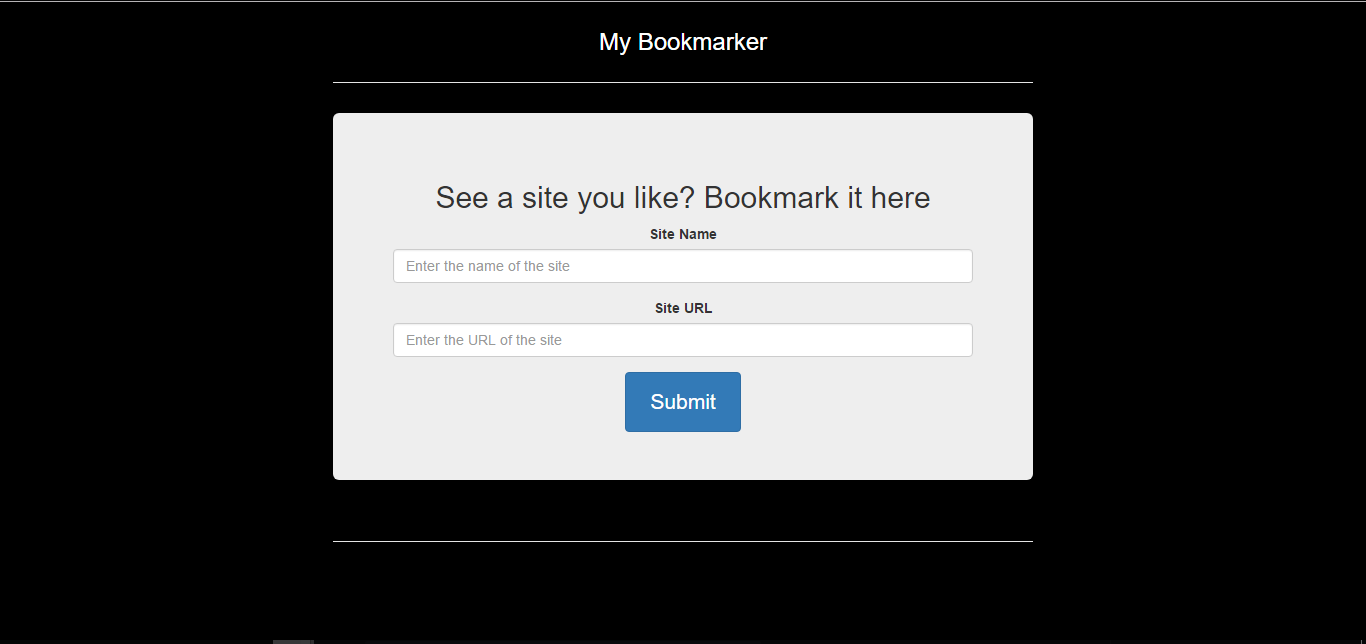 My Bookmarker
See a site you like? Bookmark it here
Site Name
Enter the name of the site
Site URL
Enter the URL of the site
Submit